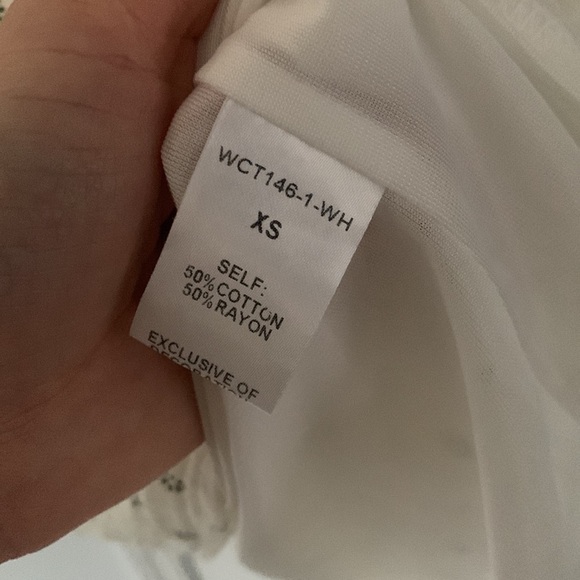 WCT146-1-WH
XS
SELF:
50% COTTON
50% RAYON
EXCLUSIVE OF